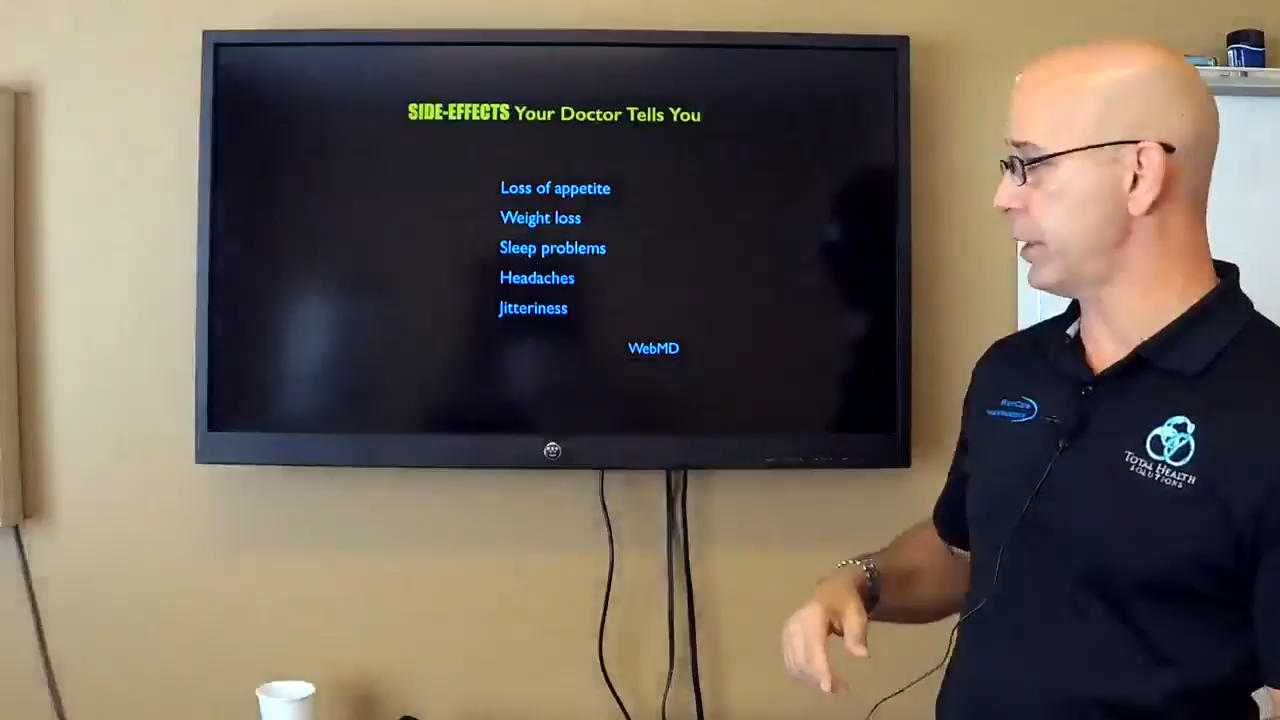 SIDE-EFFECTS Your Doctor Tells You
Loss of appetite
Weight loss
Sleep problems
Headaches
Jitteriness
WebMD
TOTAL HEALTH
SOLUTIONS